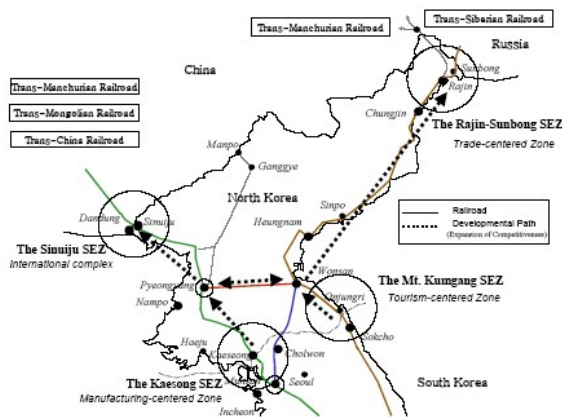 Trans-Manchurian Railroad
Trans-Siberian Railroad
Russia
China
Sunbong
Rajin
Trans-Manchurian Railroad
Trans-Mongolian Railroad
Trans-China Railroad
Chungjin
The Rajin-Sunbong SEZ
Trade-centered Zone
Manpo
Ganggye
North Korea
Sinpo
Dandung
Sinuiju
Heungnam
Railroad
Developmental Path
(Expansion of Competitiveness)
The Sinuiju SEZ
International complex
Pyeongyang
Wonsan
The Mt. Kumgang SEZ
Tourism-centered Zone
Onjungri
Nampo
Sokcho
Haeju
Kaeseong
Cholwon
The Kaesong SEZ
Manufacturing-centered Zone
Seoul
South Korea
Incheon